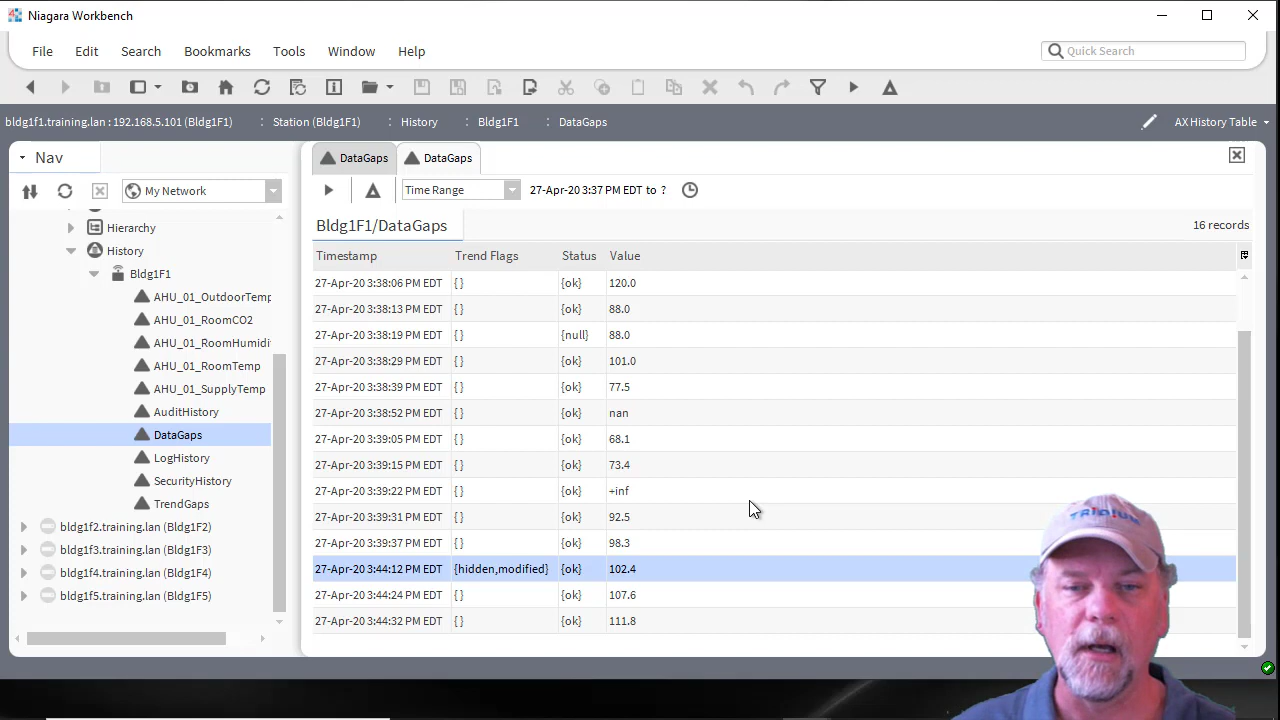 Niagara Workbench
File Edit Search Bookmarks Tools Window Help
Quick Search
bldg1f1.training.lan : 192.168.5.101 (Bldg1F1) : Station (Bldg1F1) : History : Bldg1F1 : DataGaps
AX History Table
Nav
My Network
Hierarchy
History
Bldg1F1
AHU_01_OutdoorTemp
AHU_01_RoomCO2
AHU_01_RoomHumidi
AHU_01_RoomTemp
AHU_01_SupplyTemp
AuditHistory
DataGaps
LogHistory
SecurityHistory
TrendGaps
bldg1f2.training.lan (Bldg1F2)
bldg1f3.training.lan (Bldg1F3)
bldg1f4.training.lan (Bldg1F4)
bldg1f5.training.lan (Bldg1F5)
DataGaps DataGaps
Time Range 27-Apr-20 3:37 PM EDT to ?
Bldg1F1/DataGaps 16 records
Timestamp Trend Flags Status Value
27-Apr-20 3:38:06 PM EDT { } {ok} 120.0
27-Apr-20 3:38:13 PM EDT { } {ok} 88.0
27-Apr-20 3:38:19 PM EDT { } {null} 88.0
27-Apr-20 3:38:29 PM EDT { } {ok} 101.0
27-Apr-20 3:38:39 PM EDT { } {ok} 77.5
27-Apr-20 3:38:52 PM EDT { } {ok} nan
27-Apr-20 3:39:05 PM EDT { } {ok} 68.1
27-Apr-20 3:39:15 PM EDT { } {ok} 73.4
27-Apr-20 3:39:22 PM EDT { } {ok} +inf
27-Apr-20 3:39:31 PM EDT { } {ok} 92.5
27-Apr-20 3:39:37 PM EDT { } {ok} 98.3
27-Apr-20 3:44:12 PM EDT {hidden,modified} {ok} 102.4
27-Apr-20 3:44:24 PM EDT { } {ok} 107.6
27-Apr-20 3:44:32 PM EDT { } {ok} 111.8
TRIDIUM